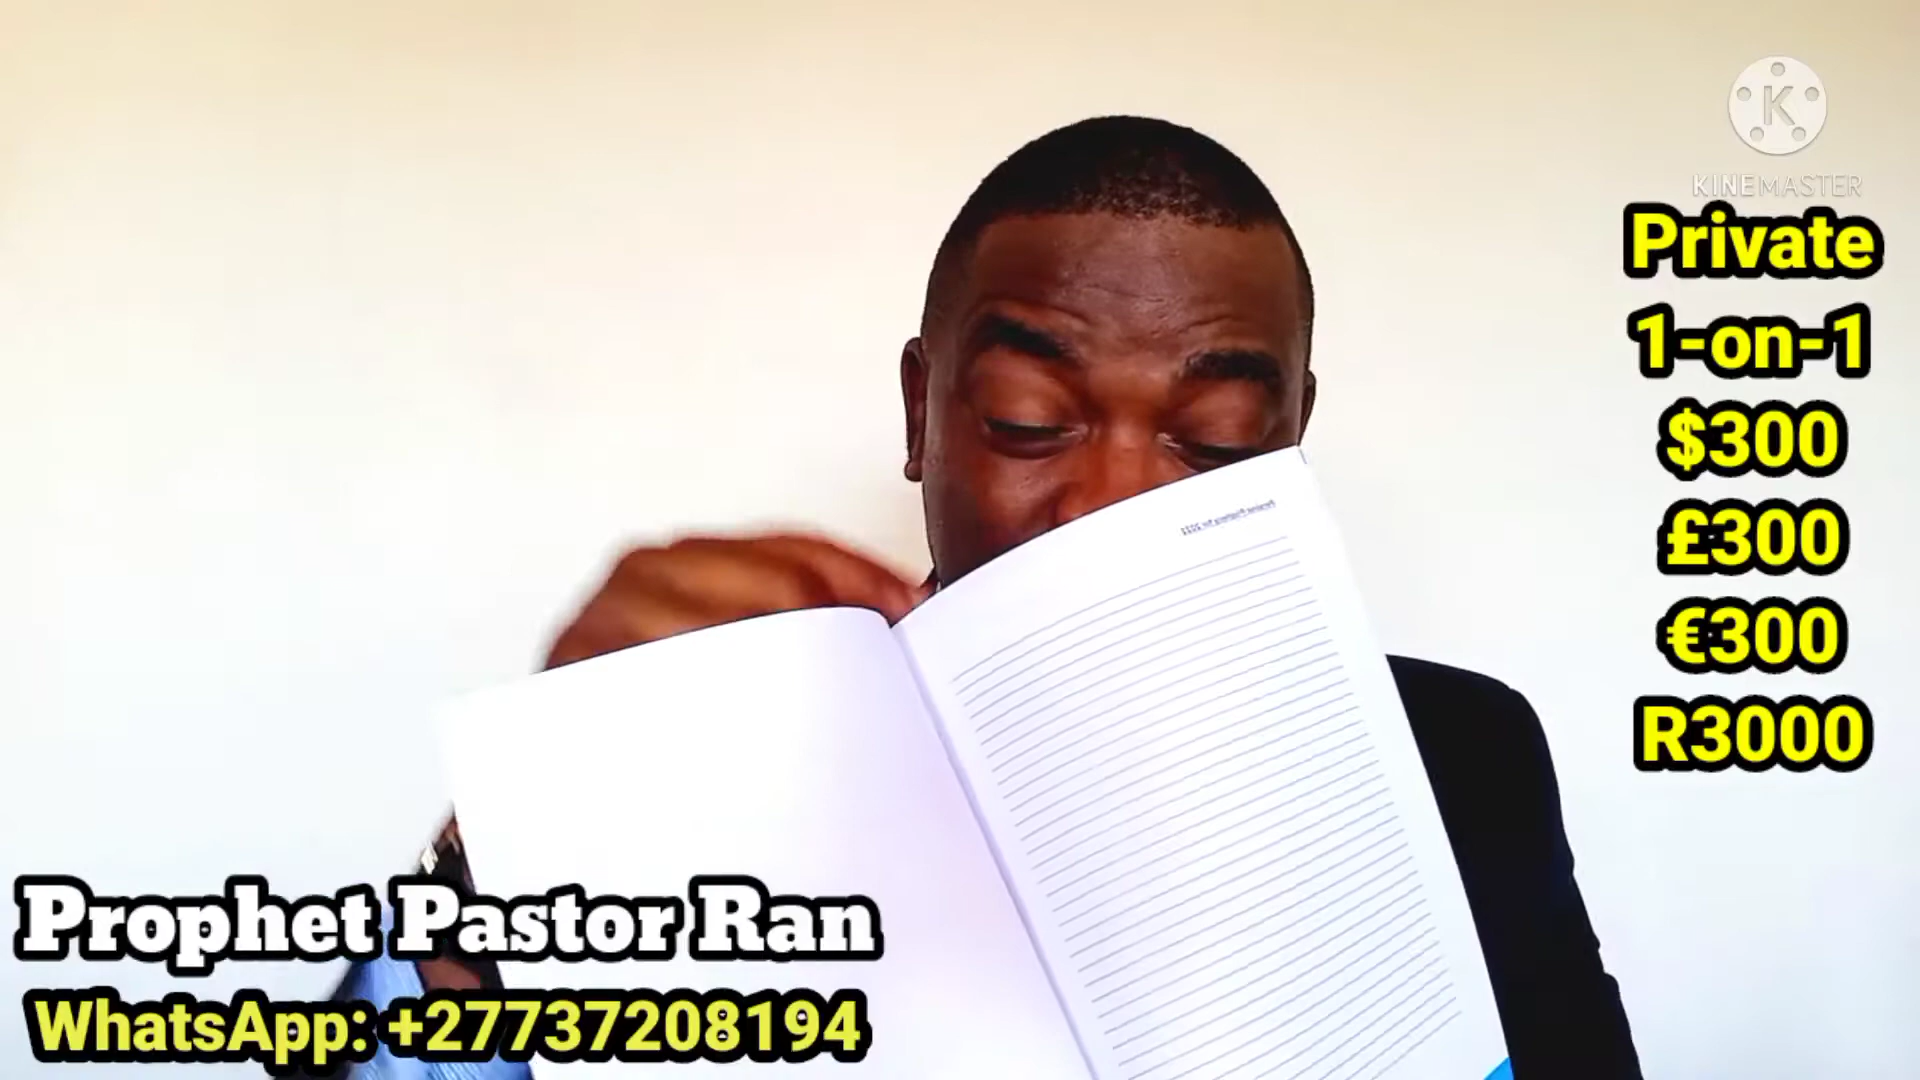 KINEMASTER
Private
1-on-1
$300
£300
€300
R3000
Prophet Pastor Ran
WhatsApp: +27737208194